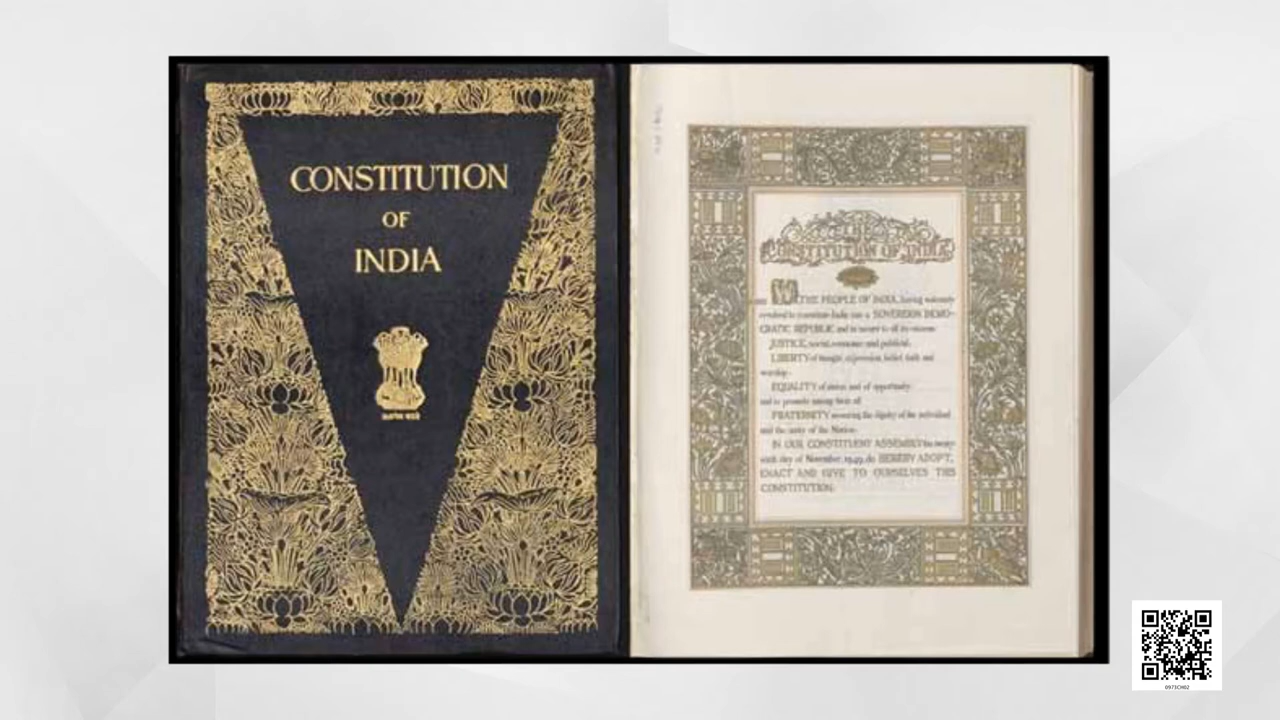 CONSTITUTION
OF
INDIA
THE
CONSTITUTION OF INDIA
WE, THE PEOPLE OF INDIA, having solemnly
resolved to constitute India into a SOVEREIGN DEMO-
CRATIC REPUBLIC and to secure to all its citizens:
JUSTICE, social, economic and political;
LIBERTY of thought, expression, belief, faith and
worship;
EQUALITY of status and of opportunity;
and to promote among them all
FRATERNITY assuring the dignity of the individual
and the unity of the Nation;
IN OUR CONSTITUENT ASSEMBLY this twenty-
sixth day of November, 1949, do HEREBY ADOPT,
ENACT AND GIVE TO OURSELVES THIS
CONSTITUTION.
0973CH02